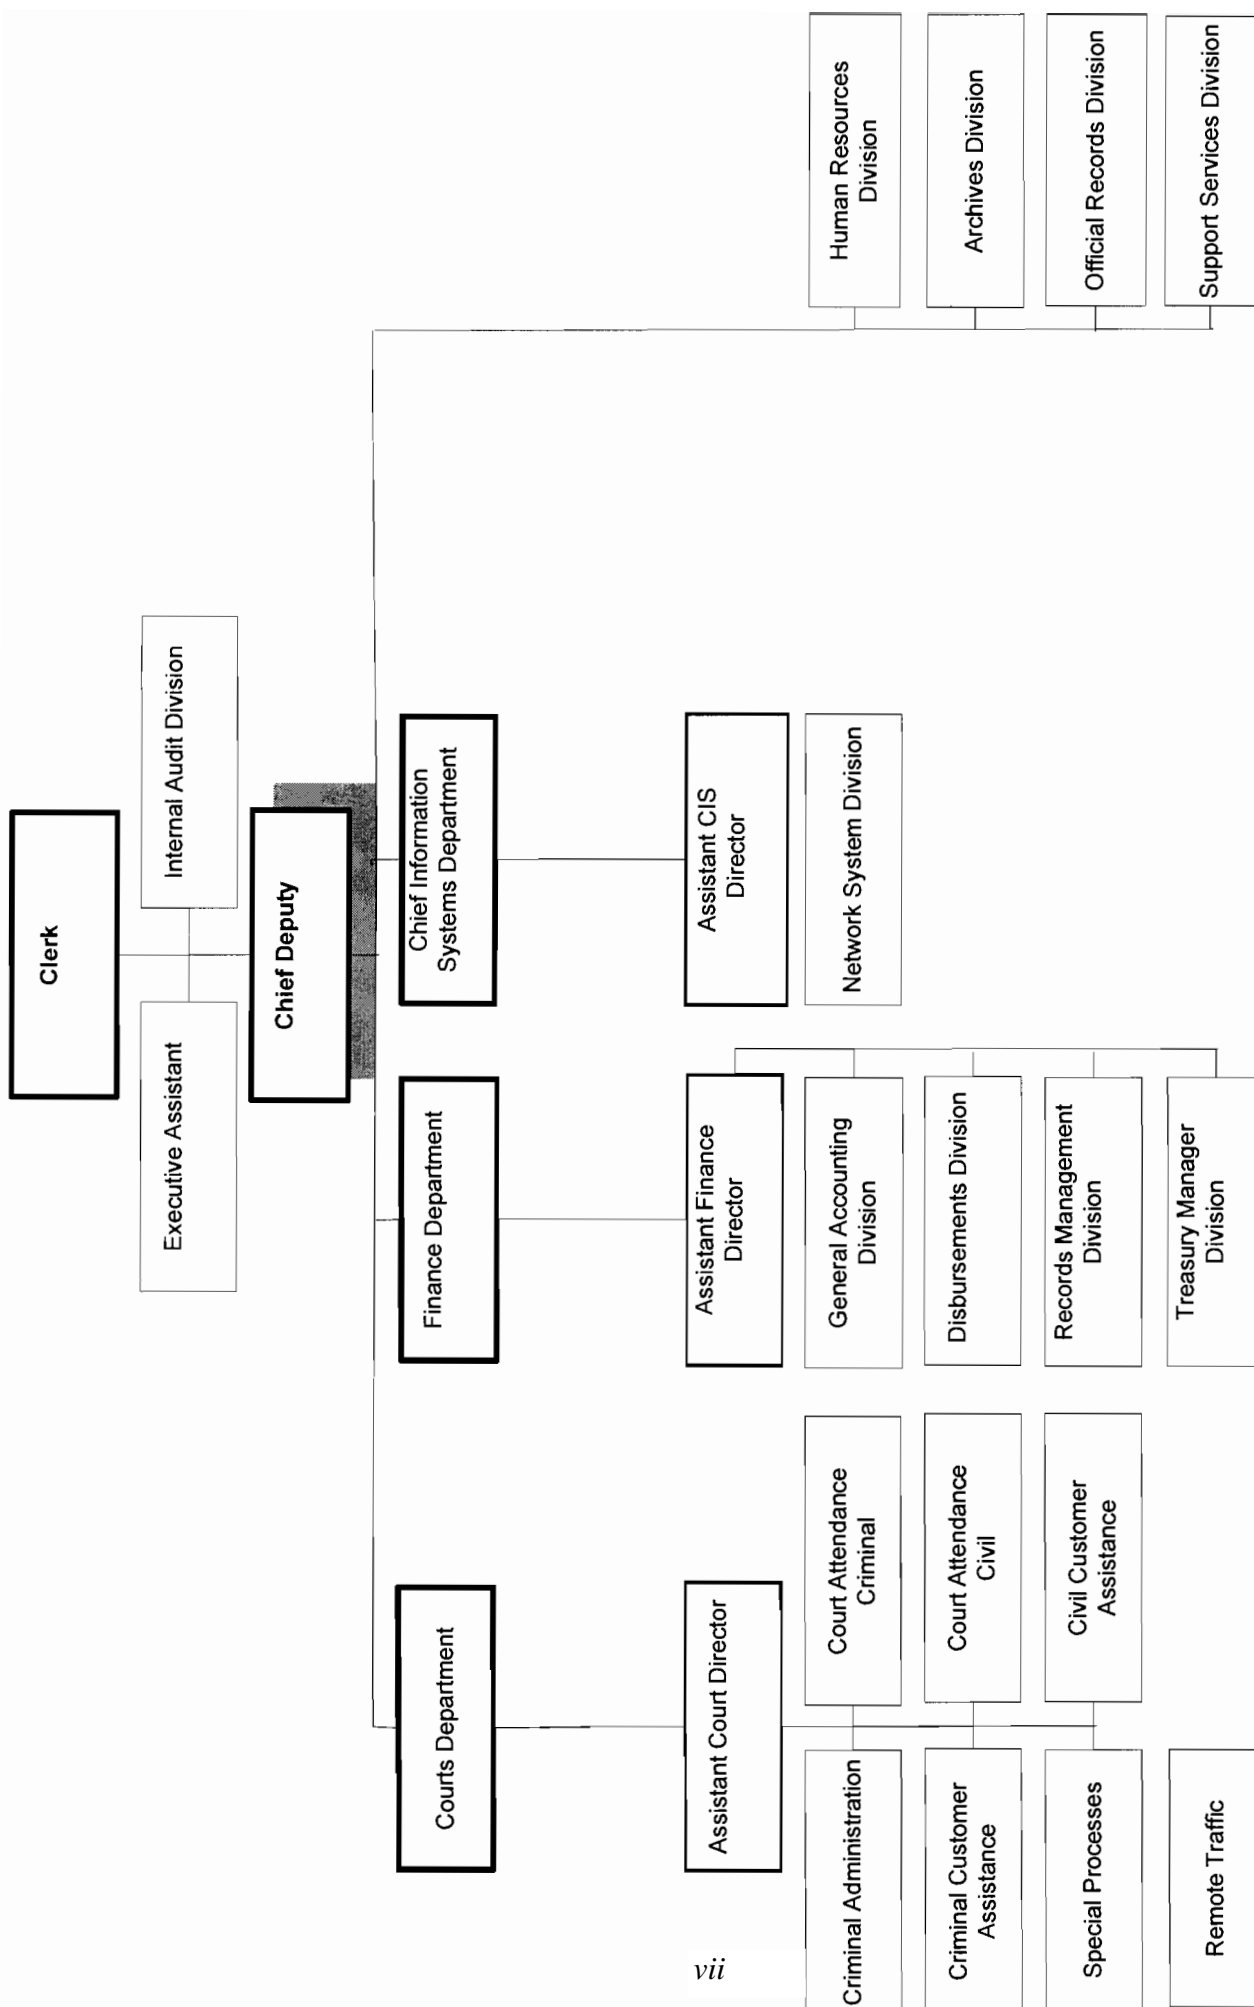 Clerk
Executive Assistant
Internal Audit Division
Chief Deputy
Courts Department
Finance Department
Chief Information
Systems Department
Assistant Court Director
Assistant Finance
Director
Assistant CIS
Director
Criminal Administration
Court Attendance
Criminal
General Accounting
Division
Network System Division
Human Resources
Division
Criminal Customer
Assistance
Court Attendance
Civil
Disbursements Division
Archives Division
Special Processes
Civil Customer
Assistance
Records Management
Division
Official Records Division
Remote Traffic
Treasury Manager
Division
Support Services Division
vii